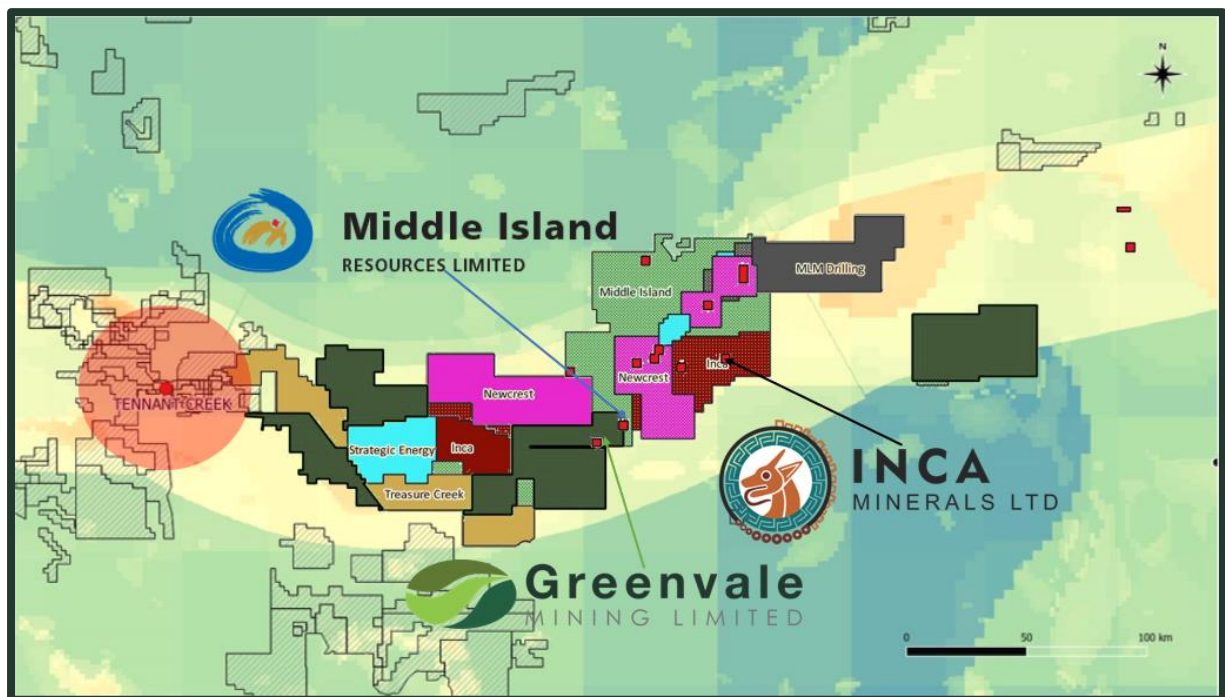 N
Middle Island
RESOURCES LIMITED
MLM Drilling
Middle Island
Inca
Newcrest
TENNANT CREEK
Newcrest
Strategic Energy
Inca
Treasure Creek
INCA
MINERALS LTD
Greenvale
MINING LIMITED
0 50 100 km